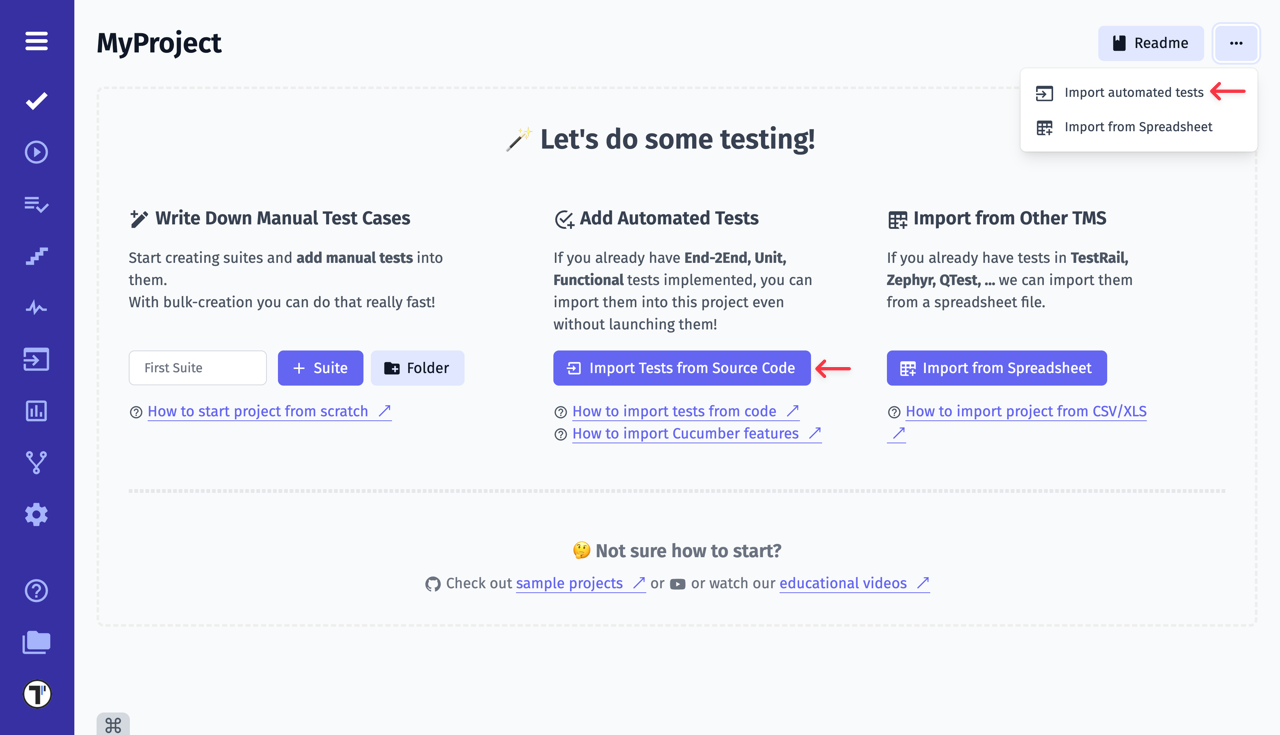 MyProject
Readme
Import automated tests
Import from Spreadsheet
Let's do some testing!
Write Down Manual Test Cases
Start creating suites and add manual tests into
them.
With bulk-creation you can do that really fast!
First Suite
Suite
Folder
How to start project from scratch
Add Automated Tests
If you already have End-2End, Unit,
Functional tests implemented, you can
import them into this project even
without launching them!
Import Tests from Source Code
How to import tests from code
How to import Cucumber features
Import from Other TMS
If you already have tests in TestRail,
Zephyr, QTest, ... we can import them
from a spreadsheet file.
Import from Spreadsheet
How to import project from CSV/XLS
Not sure how to start?
Check out sample projects or or watch our educational videos